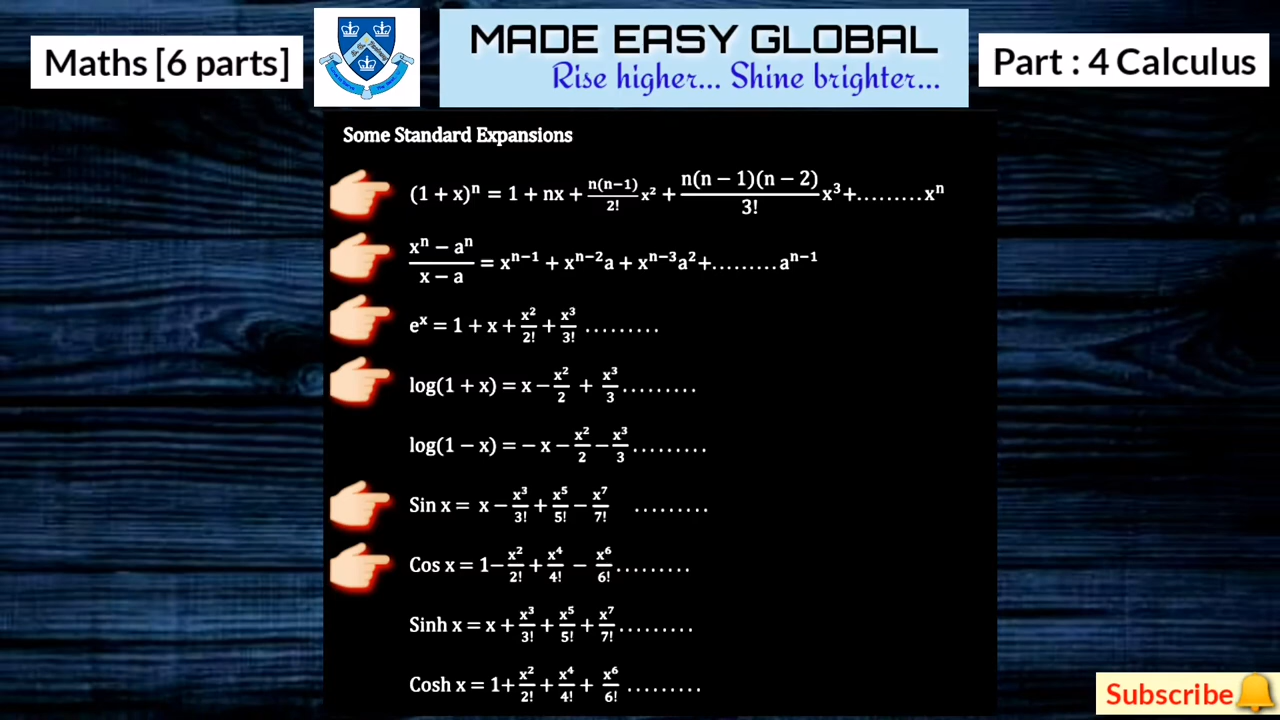 Maths [6 parts]
MADE EASY GLOBAL
Rise higher... Shine brighter...
Part : 4 Calculus
Some Standard Expansions
(1 + x)ⁿ = 1 + nx + n(n−1)/2! x² + n(n − 1)(n − 2)/3! x³+.........xⁿ
xⁿ − aⁿ/x − a = xⁿ⁻¹ + xⁿ⁻²a + xⁿ⁻³a²+.........aⁿ⁻¹
eˣ = 1 + x + x²/2! + x³/3! .........
log(1 + x) = x − x²/2 + x³/3.........
log(1 − x) = − x − x²/2 − x³/3.........
Sin x = x − x³/3! + x⁵/5! − x⁷/7! .........
Cos x = 1− x²/2! + x⁴/4! − x⁶/6!.........
Sinh x = x + x³/3! + x⁵/5! + x⁷/7!.........
Cosh x = 1+ x²/2! + x⁴/4! + x⁶/6! .........
Subscribe